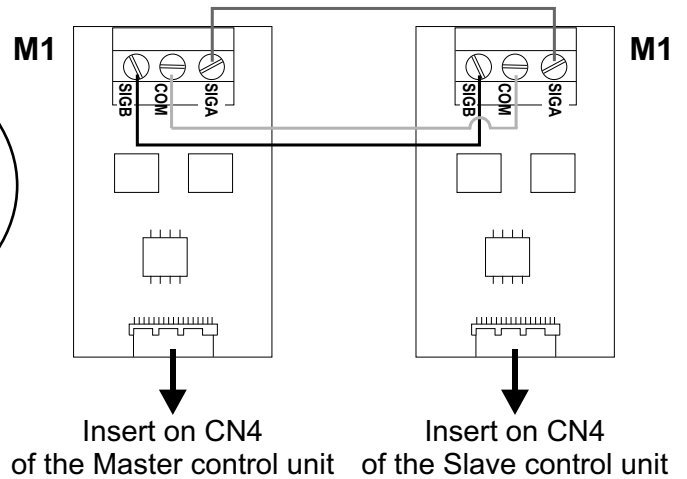 M1
M1
SIGB
COM
SIGA
SIGB
COM
SIGA
Insert on CN4
of the Master control unit
Insert on CN4
of the Slave control unit